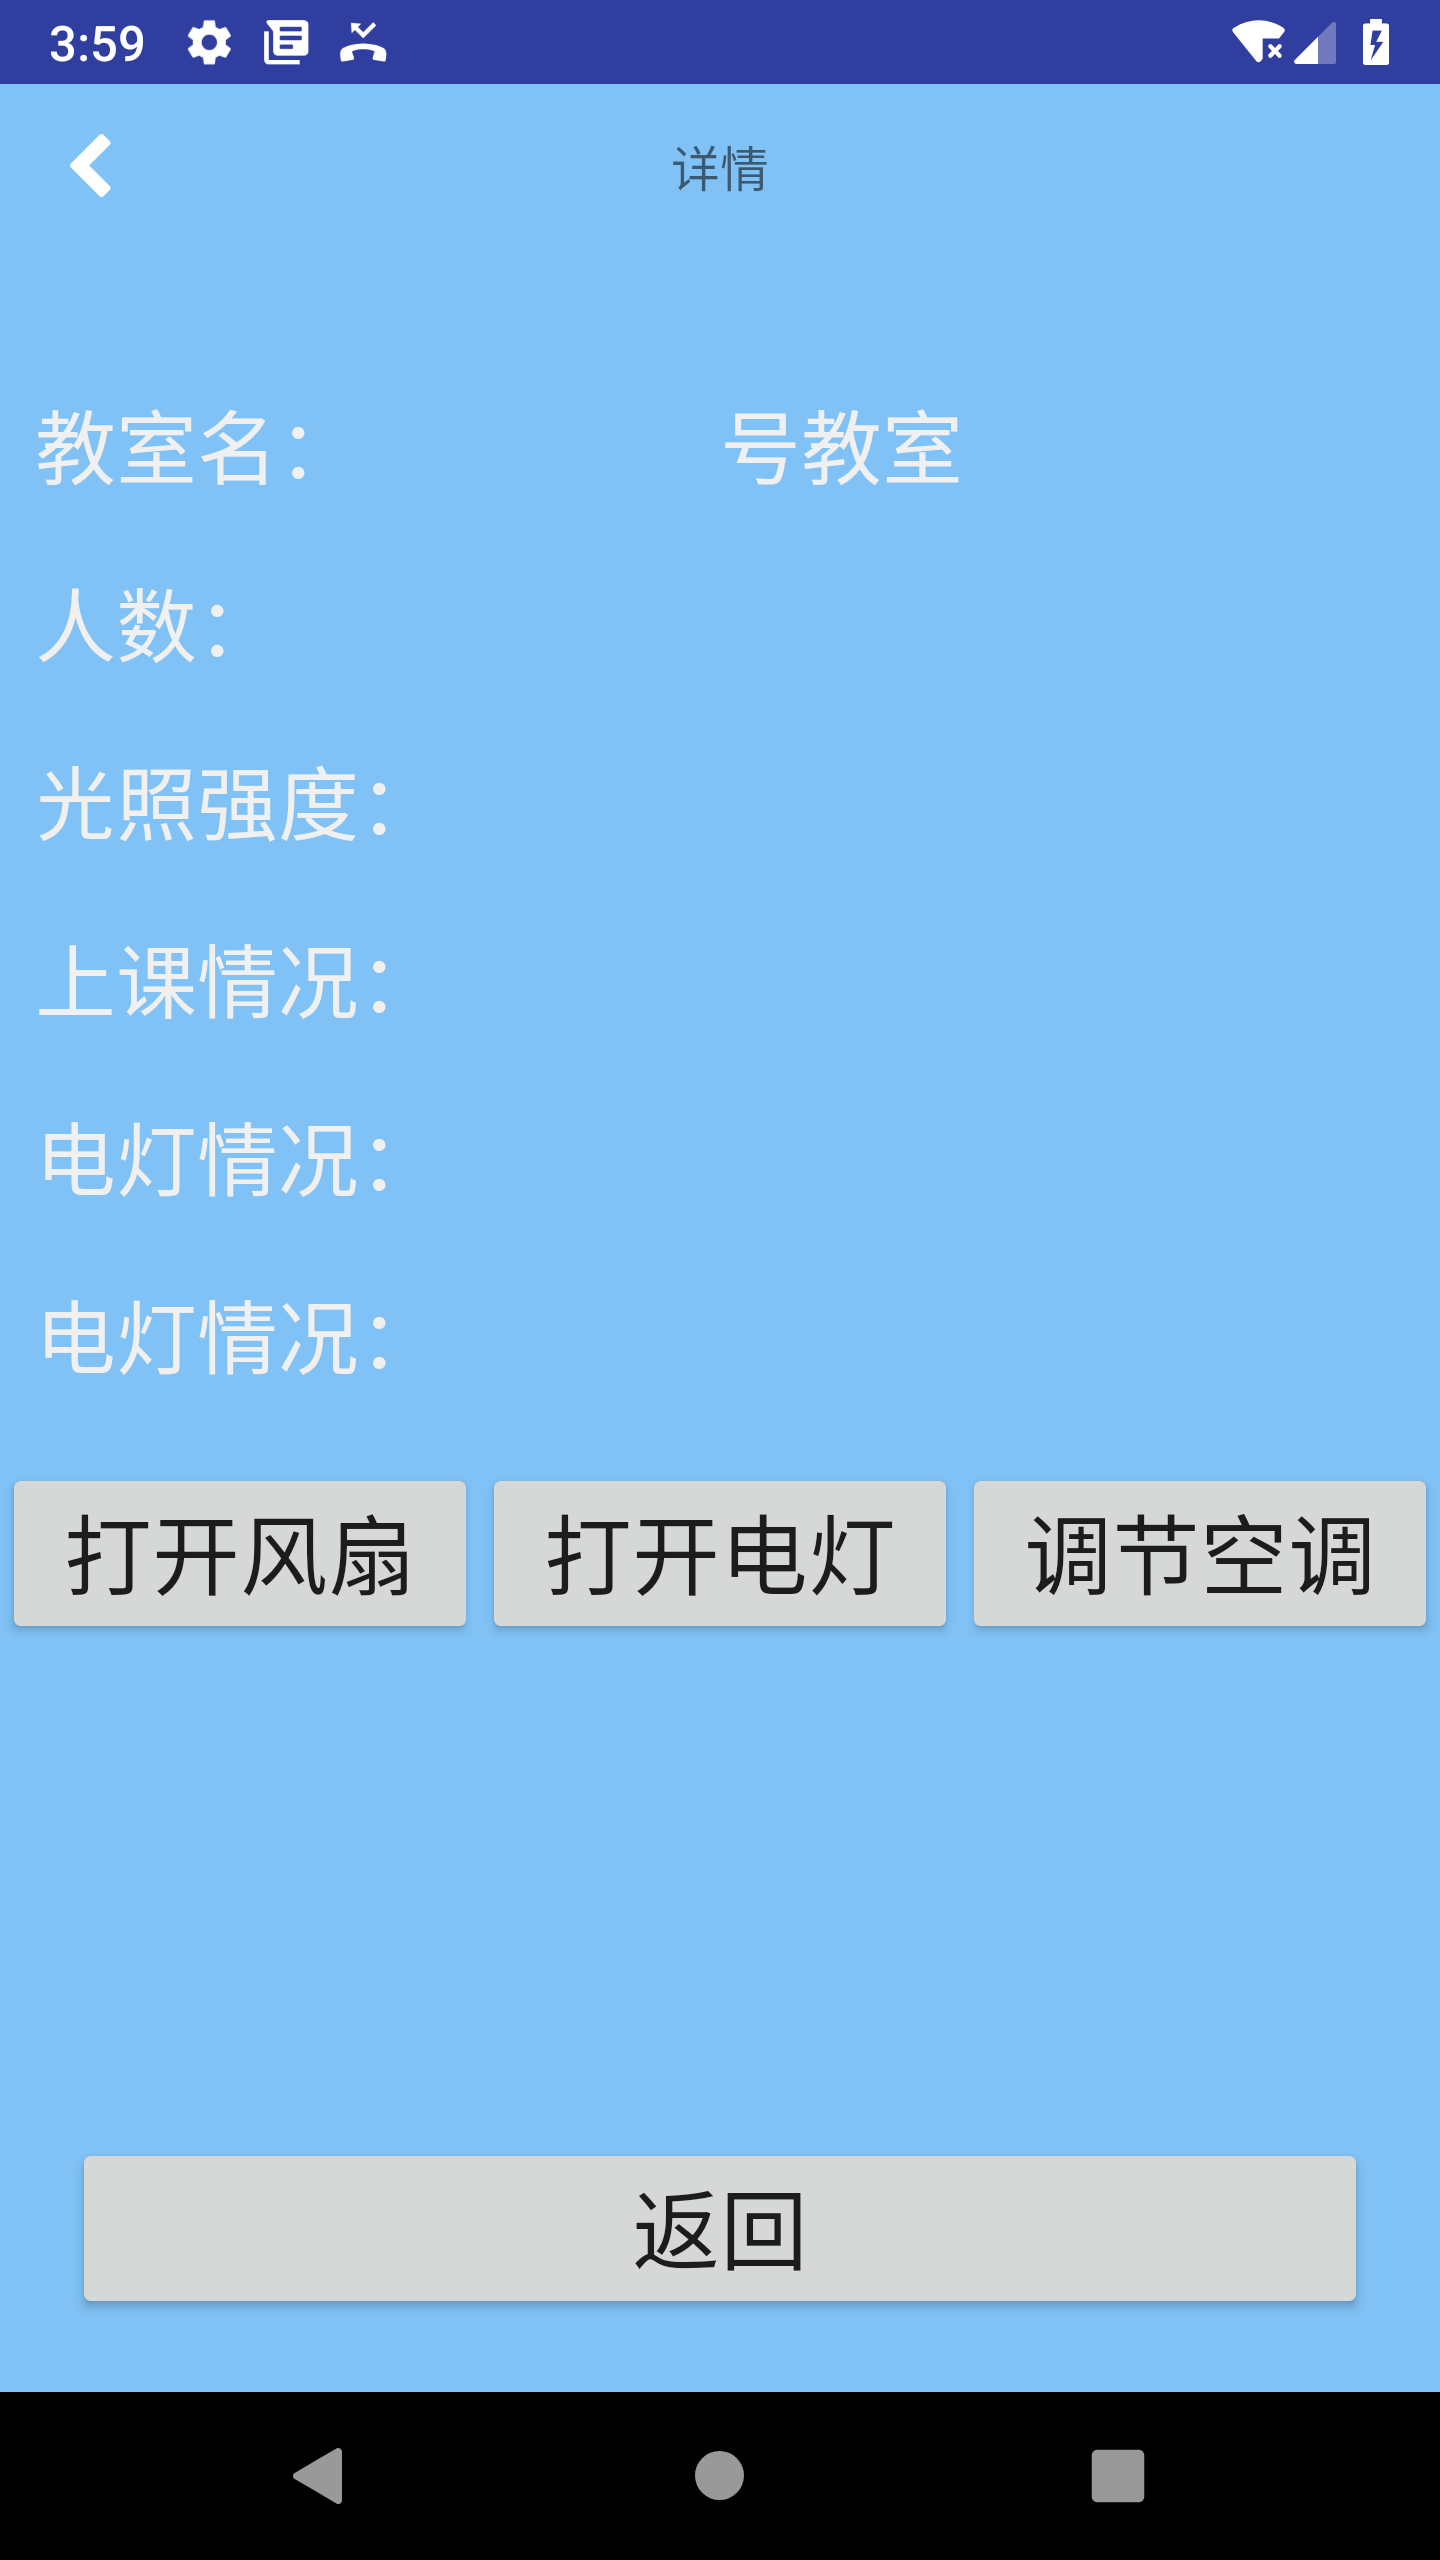 3:59
详情
教室名： 号教室
人数：
光照强度：
上课情况：
电灯情况：
电灯情况：
打开风扇 打开电灯 调节空调
返回